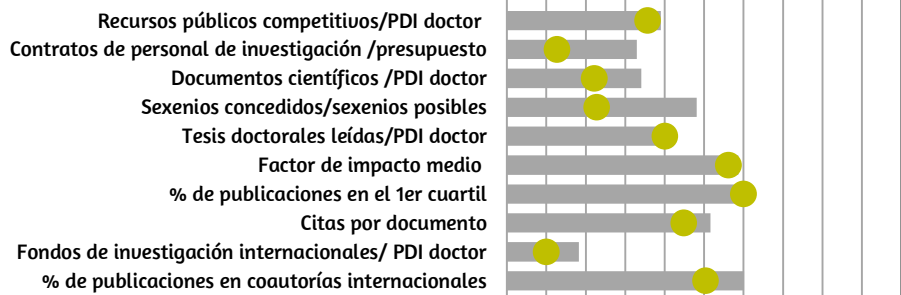 Recursos públicos competitivos/PDI doctor
Contratos de personal de investigación /presupuesto
Documentos científicos /PDI doctor
Sexenios concedidos/sexenios posibles
Tesis doctorales leídas/PDI doctor
Factor de impacto medio
% de publicaciones en el 1er cuartil
Citas por documento
Fondos de investigación internacionales/ PDI doctor
% de publicaciones en coautorías internacionales